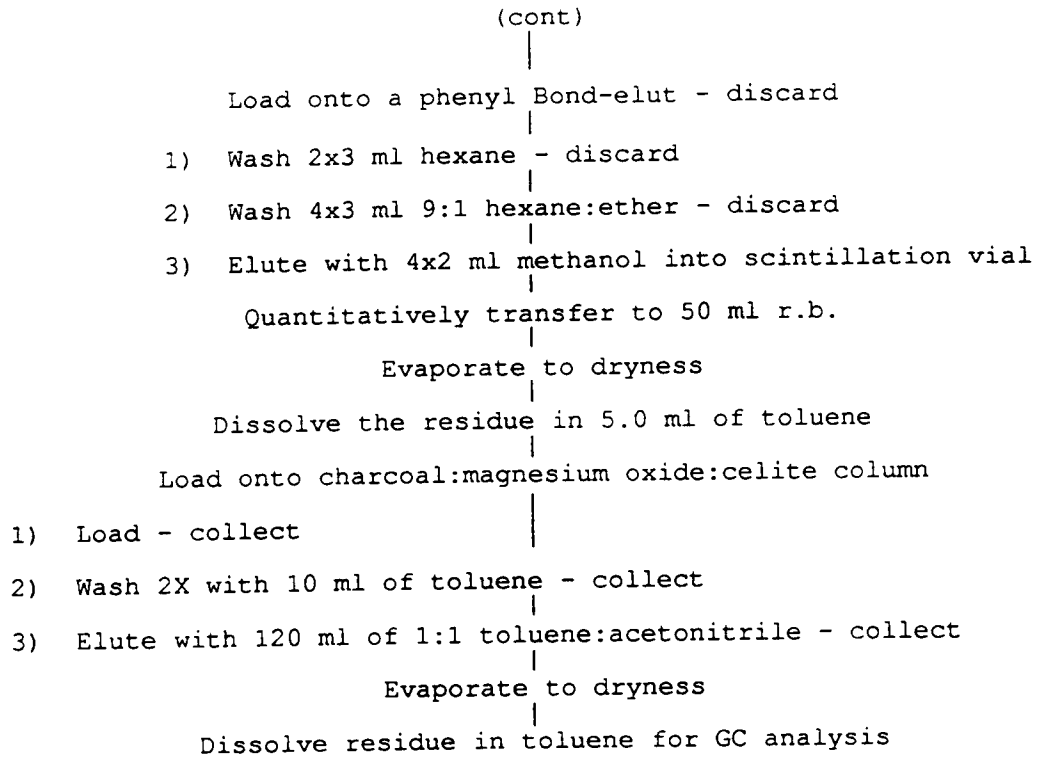 (cont)
Load onto a phenyl Bond-elut - discard
1) Wash 2x3 ml hexane - discard
2) Wash 4x3 ml 9:1 hexane:ether - discard
3) Elute with 4x2 ml methanol into scintillation vial
Quantitatively transfer to 50 ml r.b.
Evaporate to dryness
Dissolve the residue in 5.0 ml of toluene
Load onto charcoal:magnesium oxide:celite column
1) Load - collect
2) Wash 2X with 10 ml of toluene - collect
3) Elute with 120 ml of 1:1 toluene:acetonitrile - collect
Evaporate to dryness
Dissolve residue in toluene for GC analysis